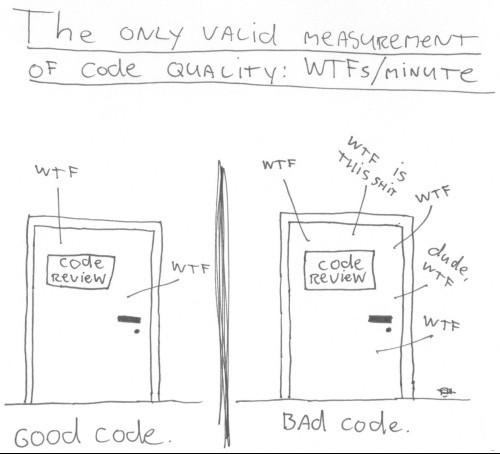 The ONLY VALID MEASUREMENT
OF Code QUALITY: WTFs/MINUTE
WTF
Code
REVIEW
WTF
GOOD Code.
WTF
WTF is
THIS SHIT
WTF
Code
REVIEW
dude,
WTF
WTF
BAd Code.